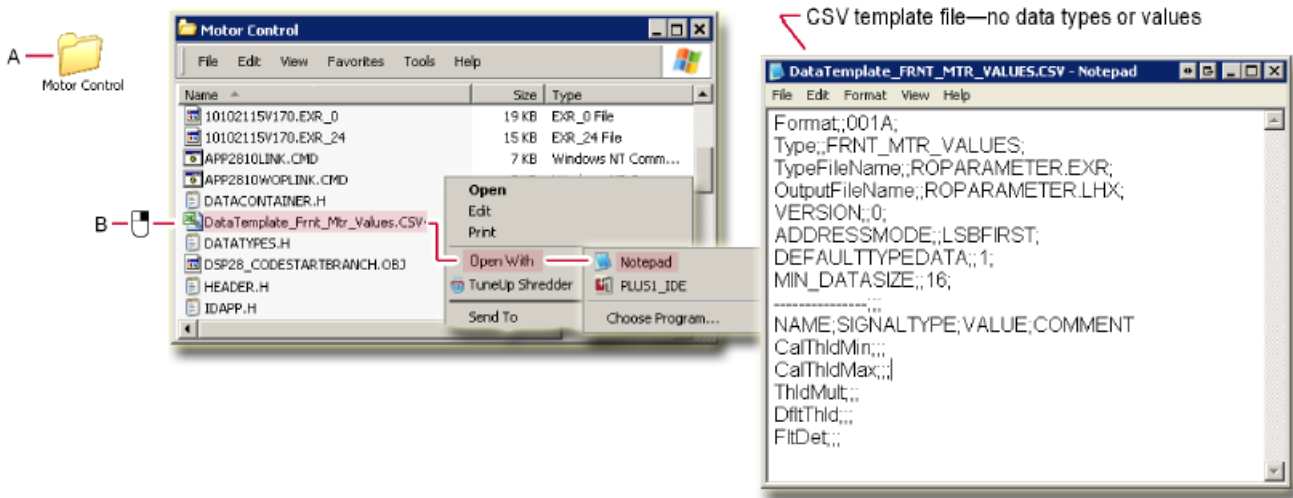 A
Motor Control
Motor Control
File Edit View Favorites Tools Help
Name Size Type
10102115V170.EXR_0 19 KB EXR_0 File
10102115V170.EXR_24 15 KB EXR_24 File
APP2810LINK.CMD 7 KB Windows NT Comm...
APP2810WOPLINK.CMD
DATACONTAINER.H
B
DataTemplate_Frnt_Mtr_Values.CSV
DATATYPES.H
DSP28_CODESTARTBRANCH.OBJ
HEADER.H
IDAPP.H
Open
Edit
Print
Open With
TuneUp Shredder
Send To
Notepad
PLUS1_IDE
Choose Program...
CSV template file—no data types or values
DataTemplate_FRNT_MTR_VALUES.CSV - Notepad
File Edit Format View Help
Format;;001A;
Type;;FRNT_MTR_VALUES;
TypeFileName;;ROPARAMETER.EXR;
OutputFileName;;ROPARAMETER.LHX;
VERSION;;0;
ADDRESSMODE;;LSBFIRST;
DEFAULTTYPEDATA;;1;
MIN_DATASIZE;;16;
---------------;;;
NAME;SIGNALTYPE;VALUE;COMMENT
CalThldMin;;;
CalThldMax;;;
ThldMult;;;
DfltThld;;;
FltDet;;;